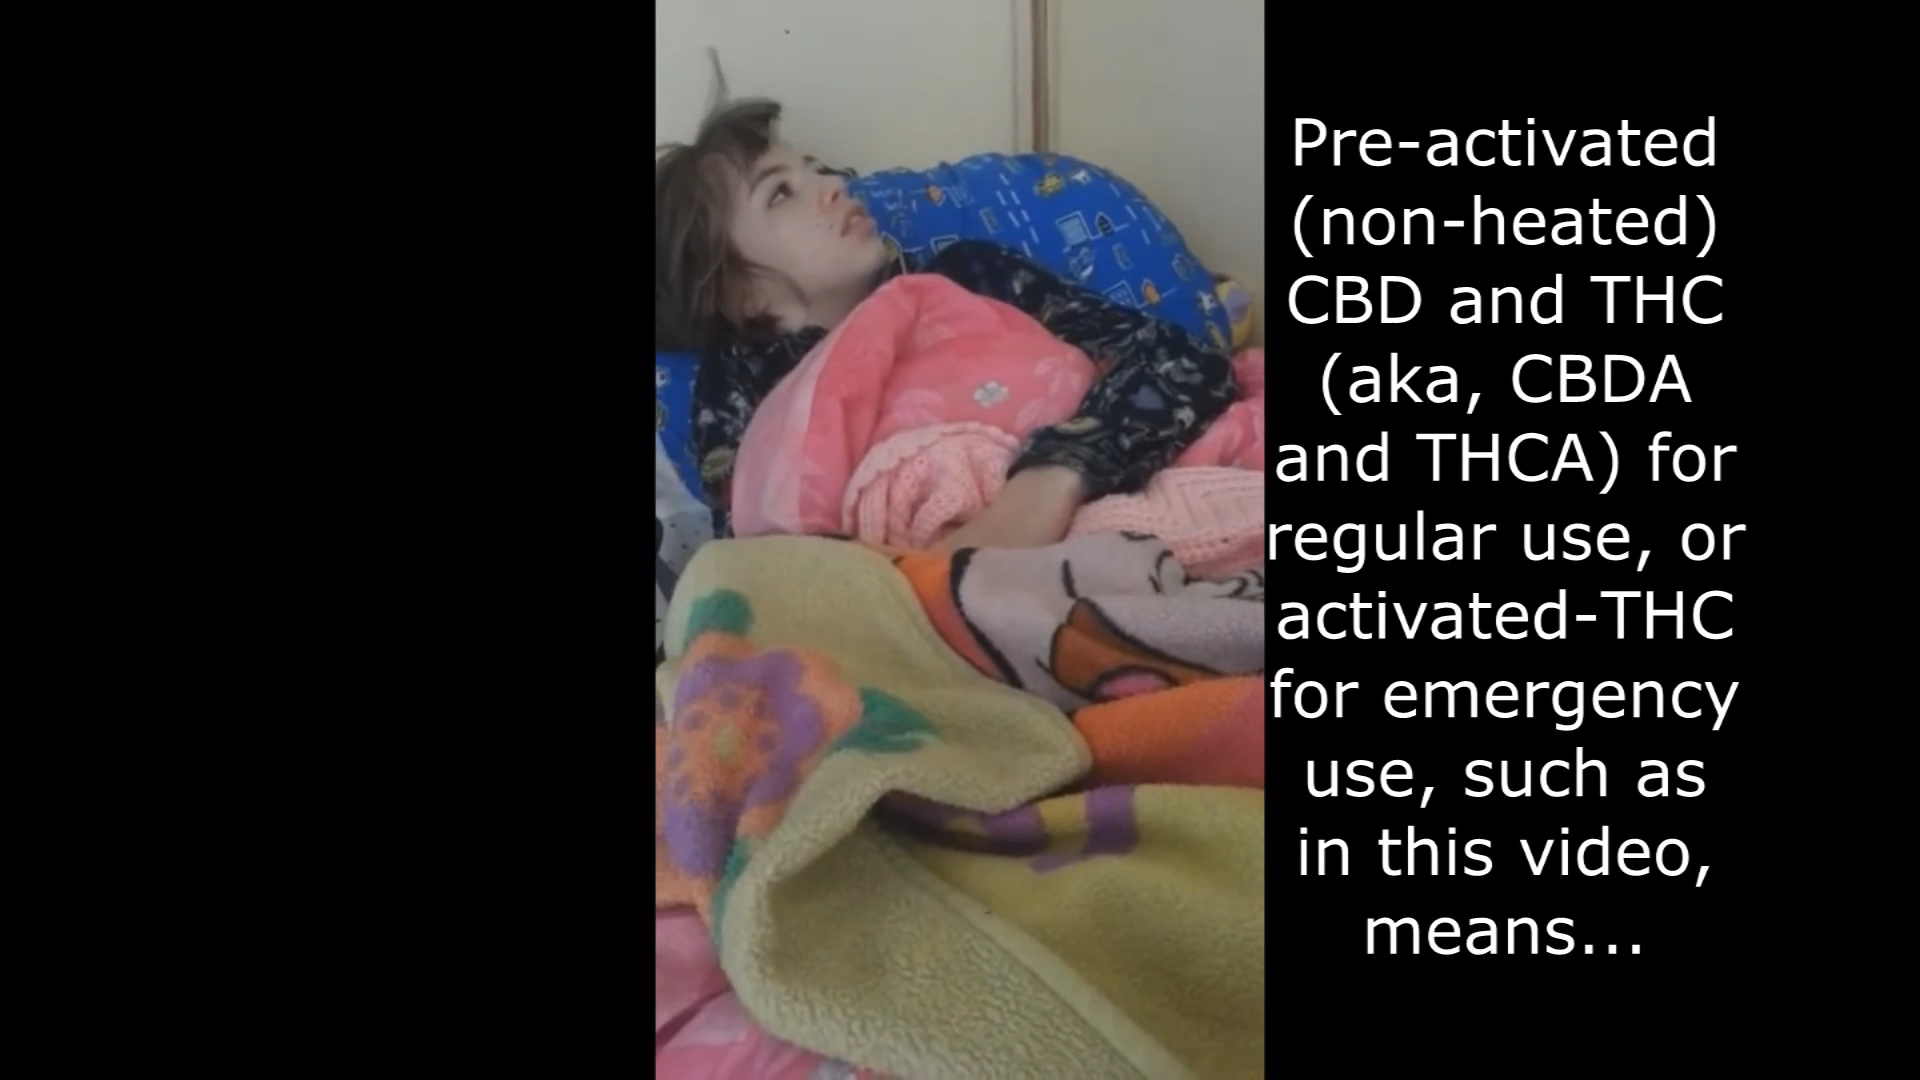 Pre-activated
(non-heated)
CBD and THC
(aka, CBDA
and THCA) for
regular use, or
activated-THC
for emergency
use, such as
in this video,
means...